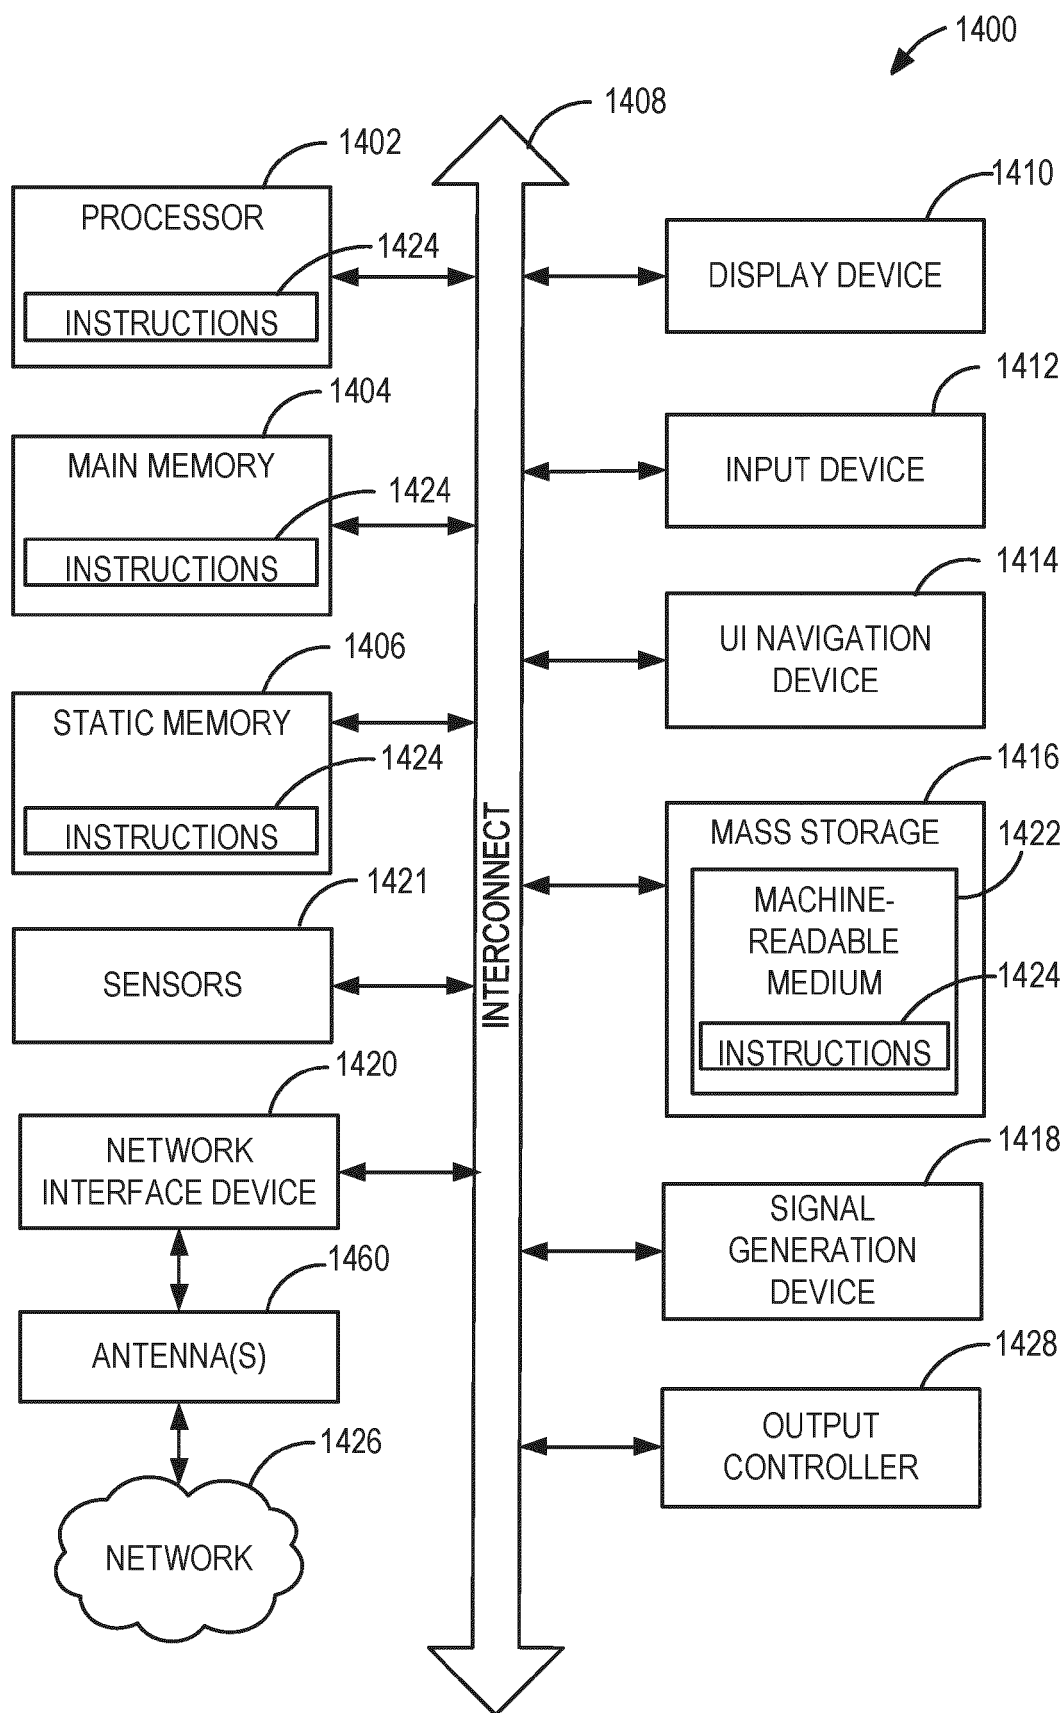 1400
1408
1402
PROCESSOR
1424
INSTRUCTIONS
1404
MAIN MEMORY
1424
INSTRUCTIONS
1406
STATIC MEMORY
1424
INSTRUCTIONS
1421
SENSORS
1420
NETWORK
INTERFACE DEVICE
1460
ANTENNA(S)
1426
NETWORK
INTERCONNECT
1410
DISPLAY DEVICE
1412
INPUT DEVICE
1414
UI NAVIGATION
DEVICE
1416
MASS STORAGE
1422
MACHINE-
READABLE
MEDIUM
1424
INSTRUCTIONS
1418
SIGNAL
GENERATION
DEVICE
1428
OUTPUT
CONTROLLER